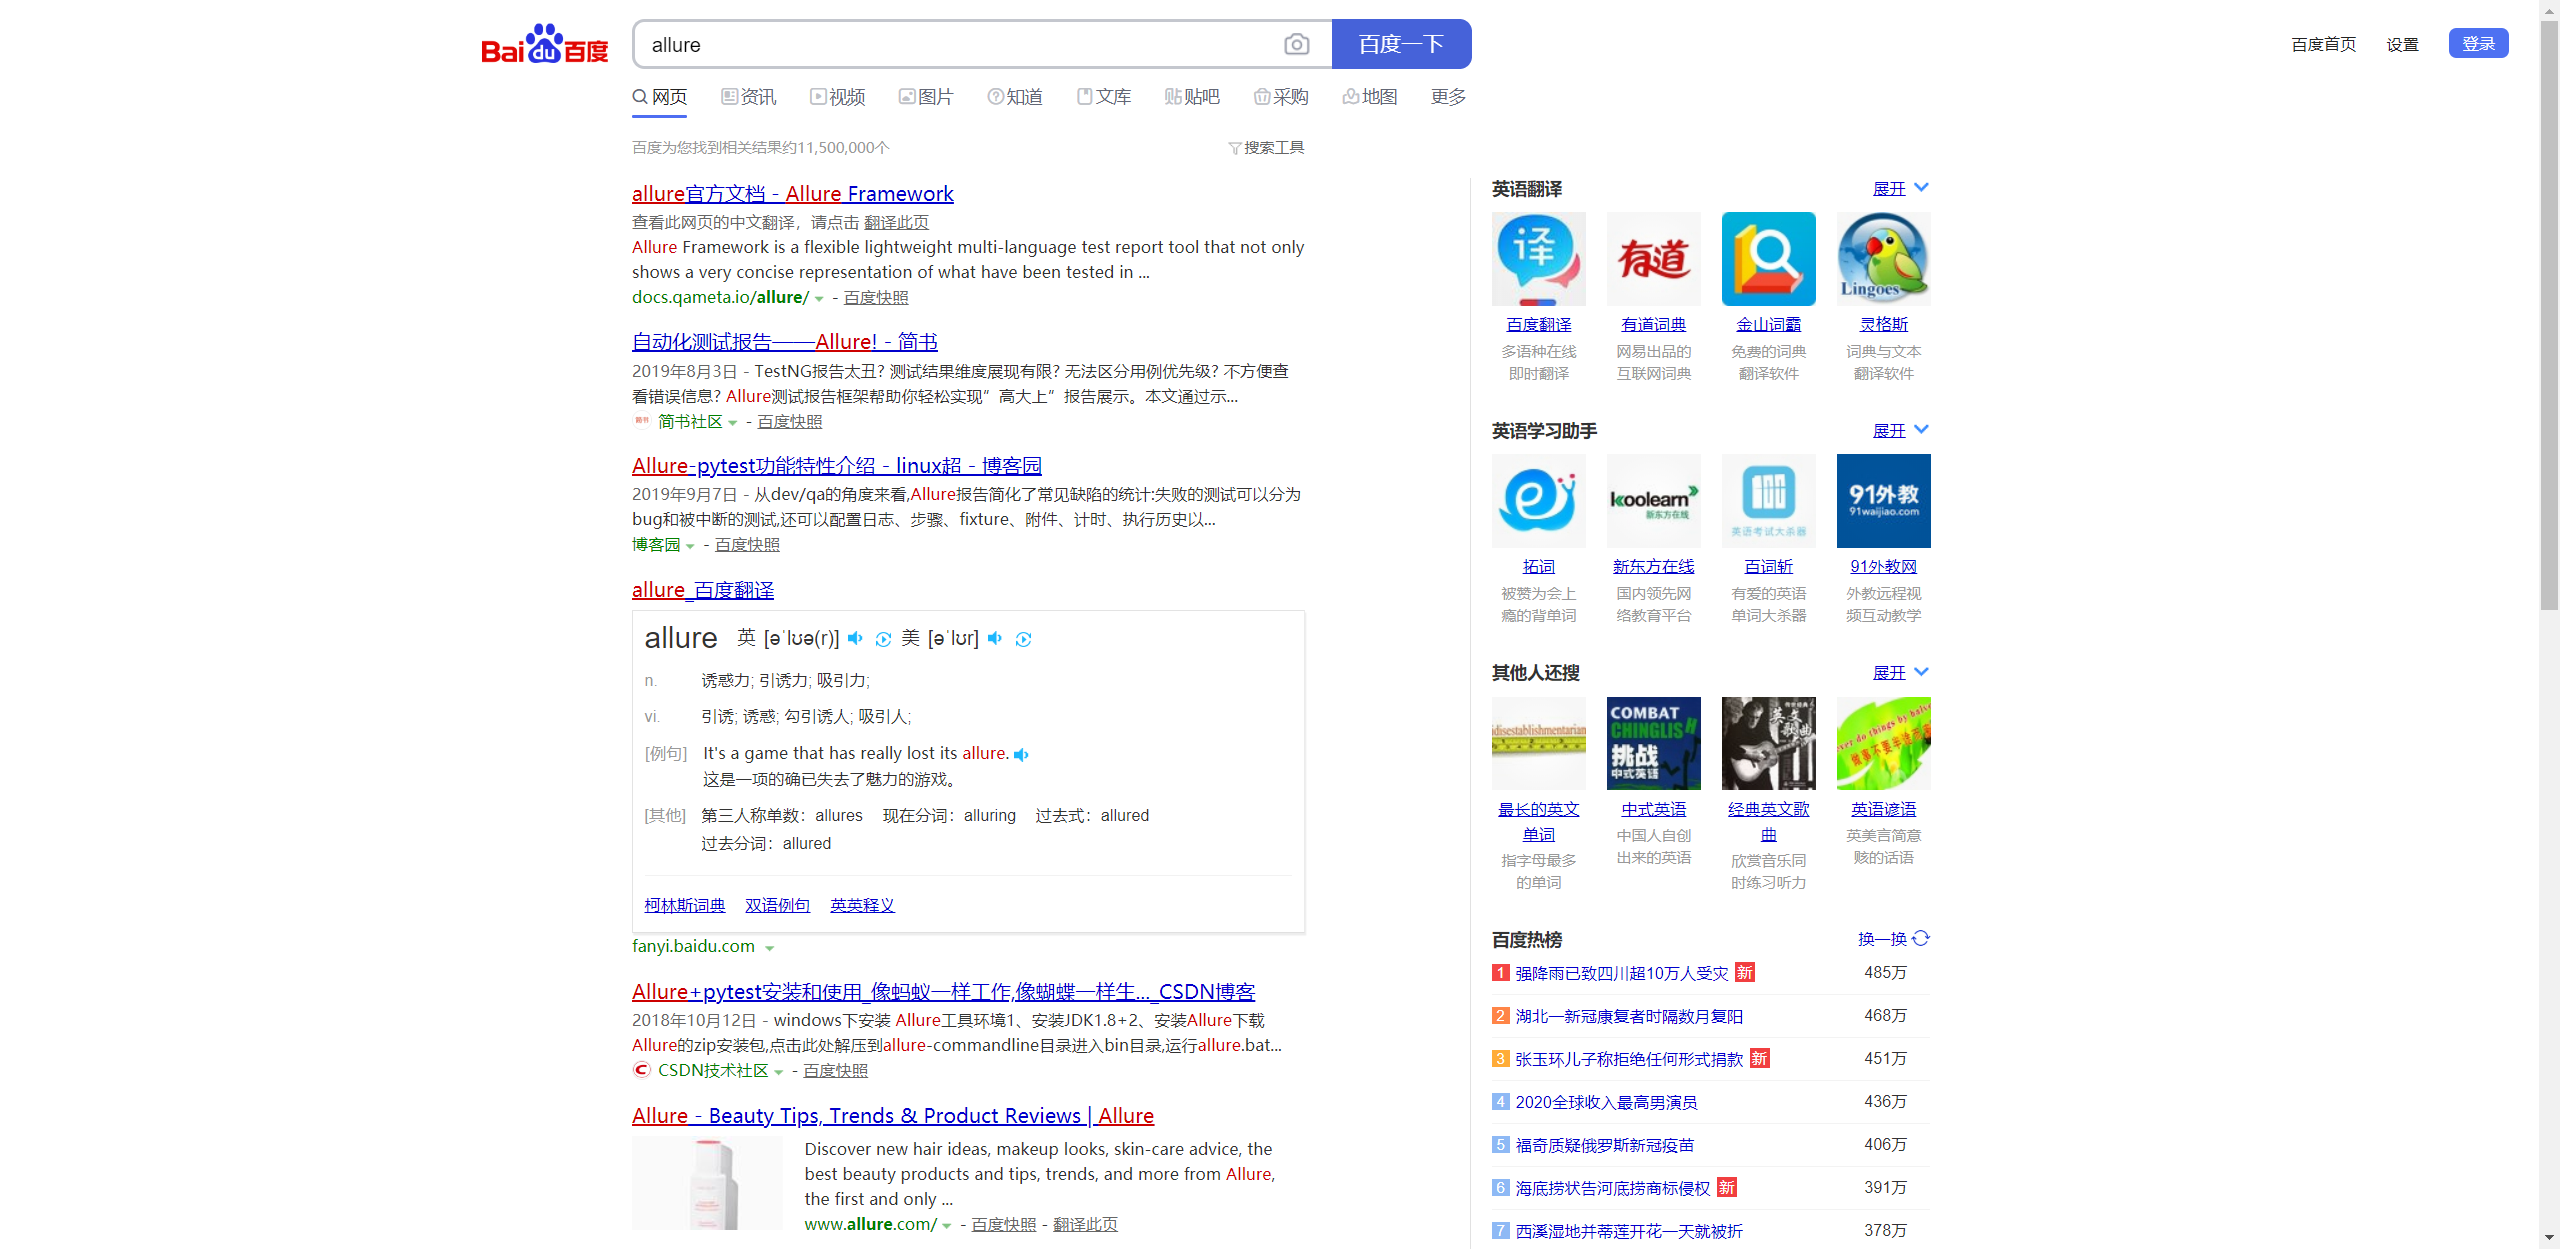 Bai du 百度
allure
百度一下
百度首页 设置 登录
网页 资讯 视频 图片 知道 文库 贴吧 采购 地图 更多
百度为您找到相关结果约11,500,000个
搜索工具
allure官方文档 - Allure Framework
查看此网页的中文翻译，请点击 翻译此页
Allure Framework is a flexible lightweight multi-language test report tool that not only
shows a very concise representation of what have been tested in ...
docs.qameta.io/allure/ - 百度快照
自动化测试报告——Allure! - 简书
2019年8月3日 - TestNG报告太丑? 测试结果维度展现有限? 无法区分用例优先级? 不方便查
看错误信息? Allure测试报告框架帮助你轻松实现”高大上”报告展示。本文通过示...
简书社区 - 百度快照
Allure-pytest功能特性介绍 - linux超 - 博客园
2019年9月7日 - 从dev/qa的角度来看,Allure报告简化了常见缺陷的统计:失败的测试可以分为
bug和被中断的测试,还可以配置日志、步骤、fixture、附件、计时、执行历史以...
博客园 - 百度快照
allure_百度翻译
allure 英 [əˈlʊə(r)] 美 [əˈlʊr]
n. 诱惑力; 引诱力; 吸引力;
vi. 引诱; 诱惑; 勾引诱人; 吸引人;
[例句] It's a game that has really lost its allure.
这是一项的确已失去了魅力的游戏。
[其他] 第三人称单数：allures 现在分词：alluring 过去式：allured
过去分词：allured
柯林斯词典 双语例句 英英释义
fanyi.baidu.com
Allure+pytest安装和使用_像蚂蚁一样工作,像蝴蝶一样生..._CSDN博客
2018年10月12日 - windows下安装 Allure工具环境1、安装JDK1.8+2、安装Allure下载
Allure的zip安装包,点击此处解压到allure-commandline目录进入bin目录,运行allure.bat...
CSDN技术社区 - 百度快照
Allure - Beauty Tips, Trends & Product Reviews | Allure
Discover new hair ideas, makeup looks, skin-care advice, the
best beauty products and tips, trends, and more from Allure,
the first and only ...
www.allure.com/ - 百度快照 - 翻译此页
英语翻译 展开
译 有道 Lingoes
百度翻译 有道词典 金山词霸 灵格斯
多语种在线 网易出品的 免费的词典 词典与文本
即时翻译 互联网词典 翻译软件 翻译软件
英语学习助手 展开
koolearn 新东方在线 英语考试大杀器 91外教 91waijiao.com
拓词 新东方在线 百词斩 91外教网
被赞为会上 国内领先网 有爱的英语 外教远程视
瘾的背单词 络教育平台 单词大杀器 频互动教学
其他人还搜 展开
idisestablishmentarian COMBAT CHINGLISH 挑战 中式英语 英文歌曲
最长的英文 中式英语 经典英文歌 英语谚语
单词 曲
指字母最多 中国人自创 欣赏音乐同 英美言简意
的单词 出来的英语 时练习听力 赅的话语
百度热榜 换一换
1 强降雨已致四川超10万人受灾 新 485万
2 湖北一新冠康复者时隔数月复阳 468万
3 张玉环儿子称拒绝任何形式捐款 新 451万
4 2020全球收入最高男演员 436万
5 福奇质疑俄罗斯新冠疫苗 406万
6 海底捞状告河底捞商标侵权 新 391万
7 西溪湿地并蒂莲开花一天就被折 378万